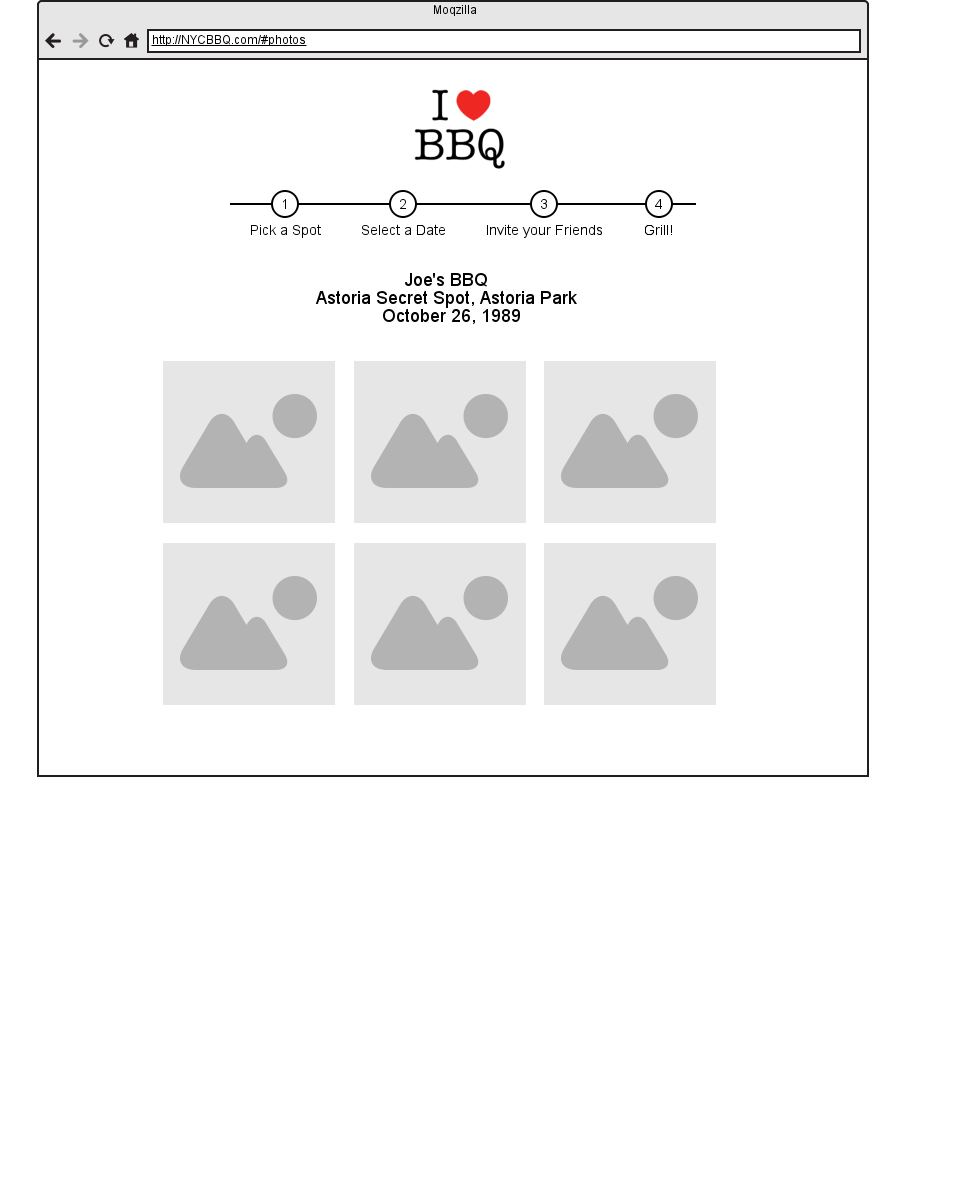 Moqzilla
http://NYCBBQ.com/#photos
I
BBQ
1 2 3 4
Pick a Spot Select a Date Invite your Friends Grill!
Joe's BBQ
Astoria Secret Spot, Astoria Park
October 26, 1989